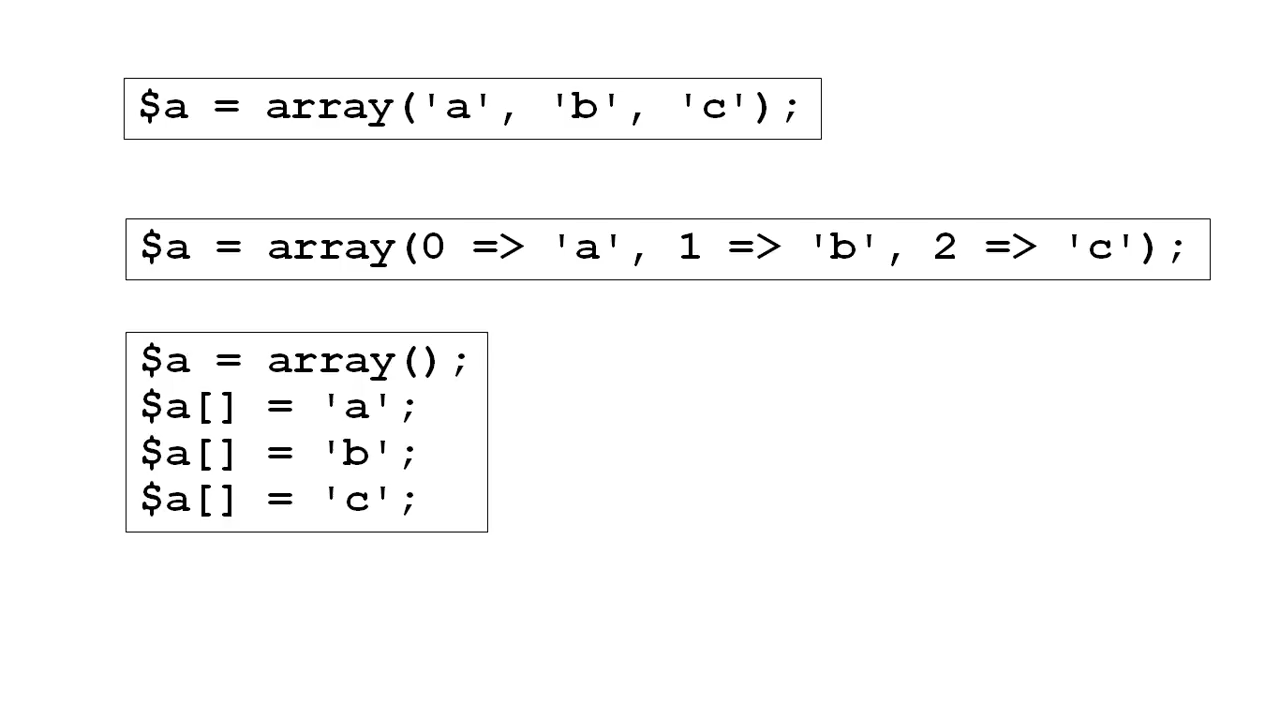 $a = array('a', 'b', 'c');
$a = array(0 => 'a', 1 => 'b', 2 => 'c');
$a = array();
$a[] = 'a';
$a[] = 'b';
$a[] = 'c';